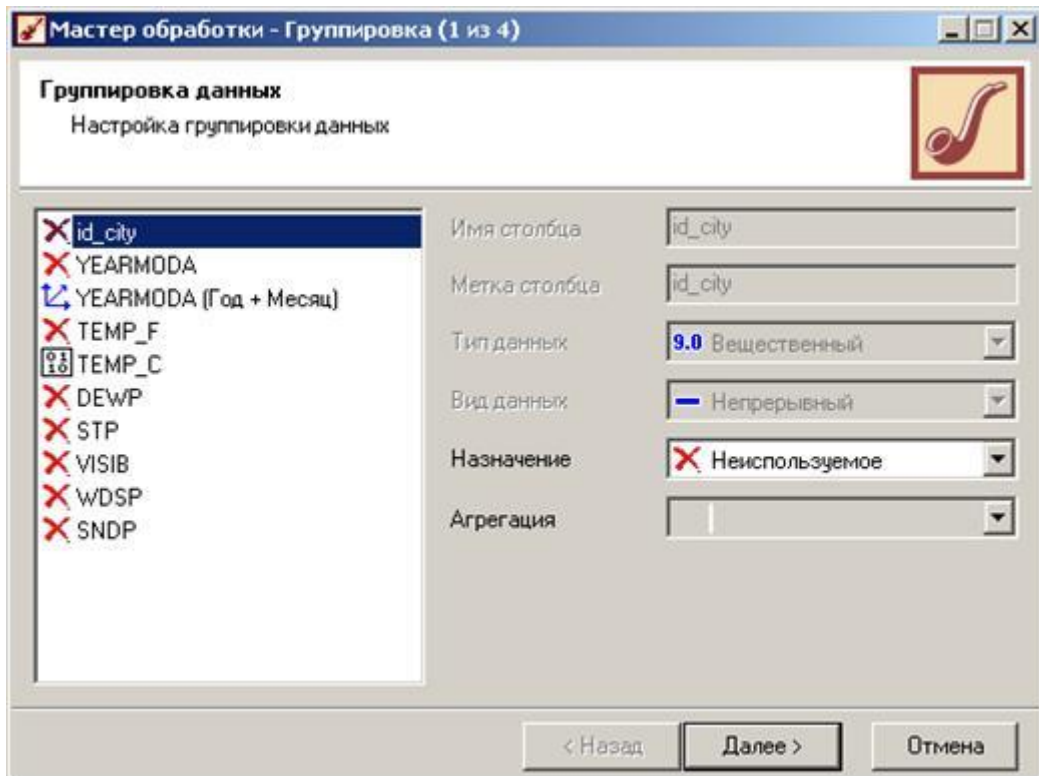 Мастер обработки - Группировка (1 из 4)
Группировка данных
Настройка группировки данных
id_city
YEARMODA
YEARMODA (Год + Месяц)
TEMP_F
TEMP_C
DEWP
STP
VISIB
WDSP
SNDP
Имя столбца id_city
Метка столбца id_city
Тип данных 9.0 Вещественный
Вид данных Непрерывный
Назначение Неиспользуемое
Агрегация
< Назад Далее > Отмена